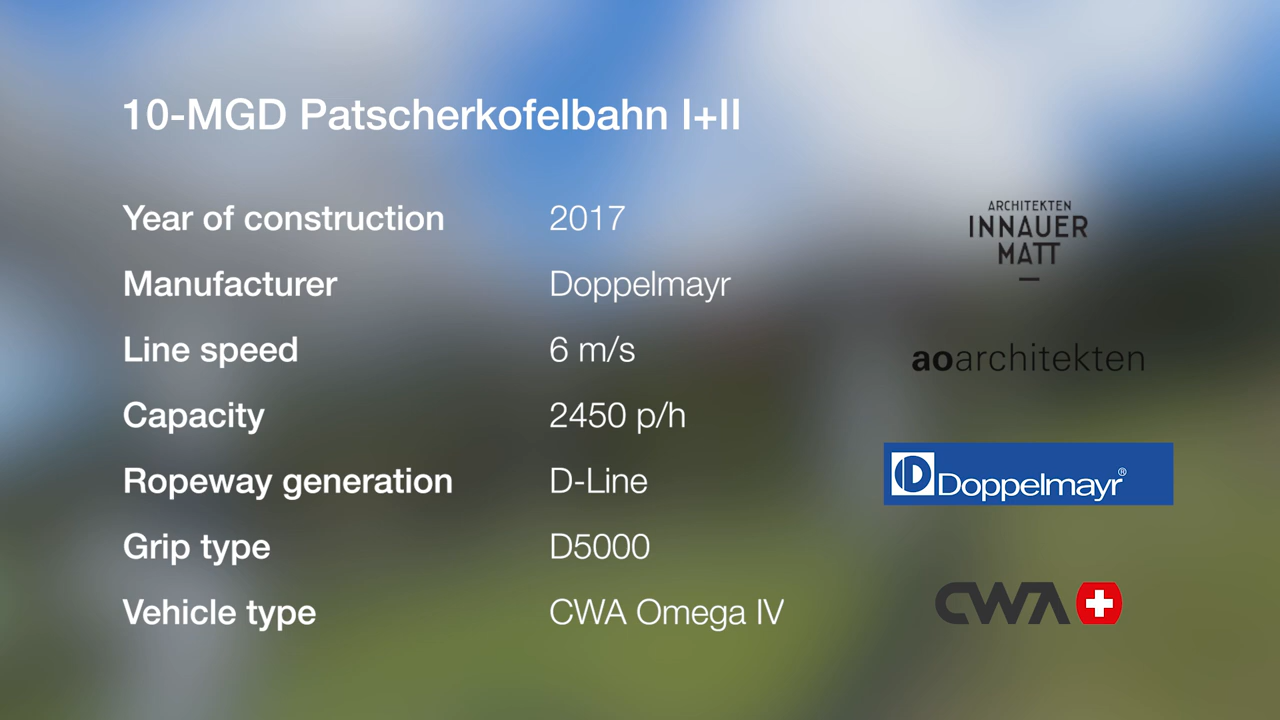 10-MGD Patscherkofelbahn I+II
Year of construction 2017
Manufacturer Doppelmayr
Line speed 6 m/s
Capacity 2450 p/h
Ropeway generation D-Line
Grip type D5000
Vehicle type CWA Omega IV
ARCHITEKTEN
INNAUER
MATT
aoarchitekten
D Doppelmayr®
CWA